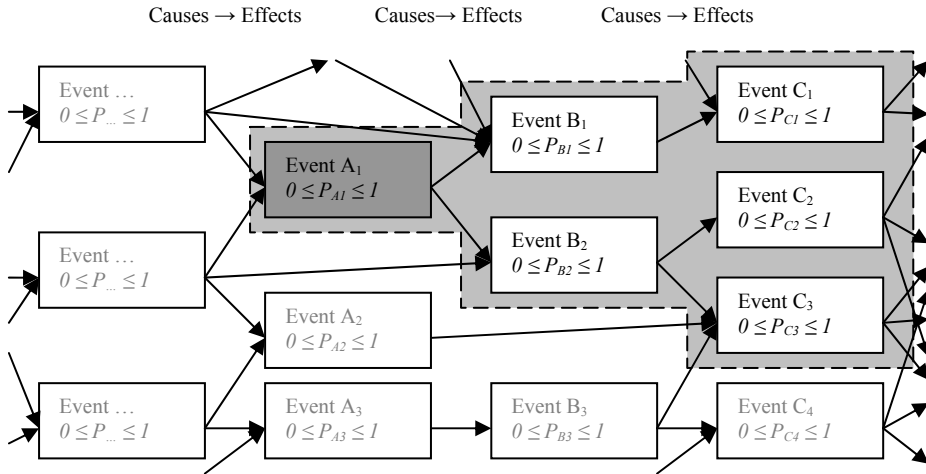 Causes → Effects
Causes→ Effects
Causes → Effects
Event …
0 ≤ P... ≤ 1
Event A1
0 ≤ PA1 ≤ 1
Event B1
0 ≤ PB1 ≤ 1
Event C1
0 ≤ PC1 ≤ 1
Event …
0 ≤ P... ≤ 1
Event A2
0 ≤ PA2 ≤ 1
Event B2
0 ≤ PB2 ≤ 1
Event C2
0 ≤ PC2 ≤ 1
Event C3
0 ≤ PC3 ≤ 1
Event …
0 ≤ P... ≤ 1
Event A3
0 ≤ PA3 ≤ 1
Event B3
0 ≤ PB3 ≤ 1
Event C4
0 ≤ PC4 ≤ 1